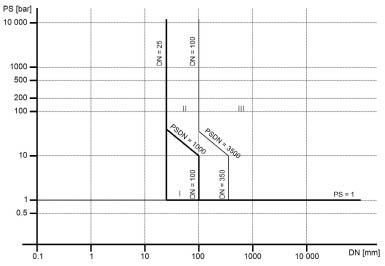 PS [bar]
10 000
DN = 25
DN = 100
1000
500
200
100
II
III
PSDN = 1000
PSDN = 3500
10
I
DN = 100
DN = 350
PS = 1
1
0.5
DN [mm]
0.1
1
10
100
1000
10 000